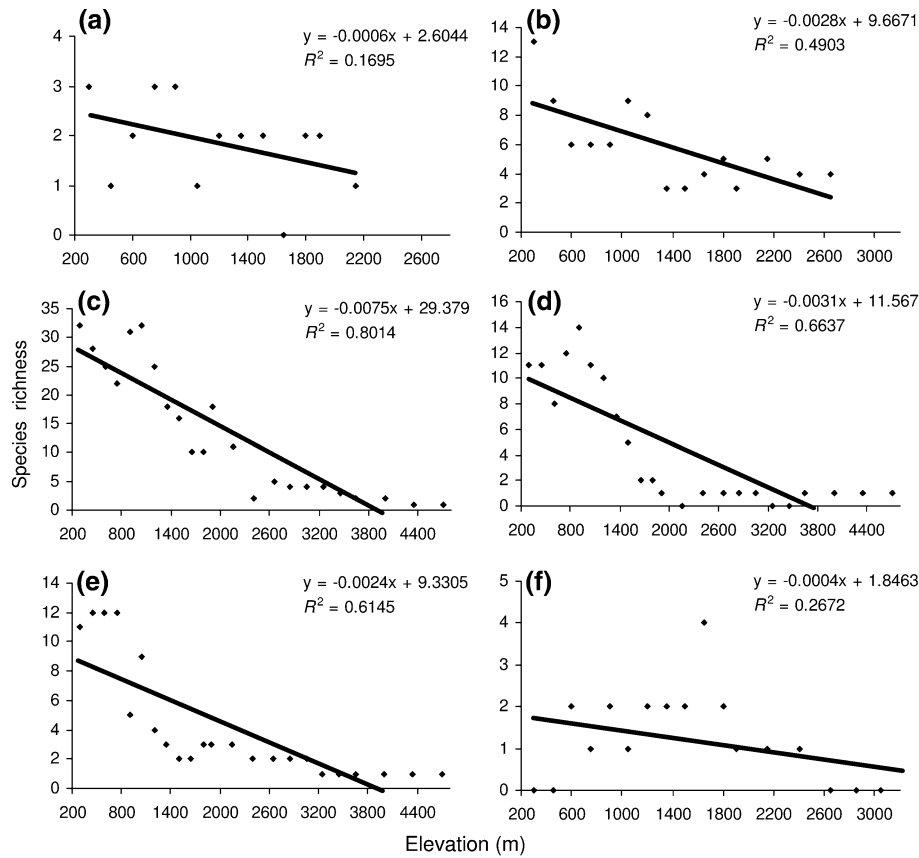 (a)
y = -0.0006x + 2.6044
R² = 0.1695
4
3
2
1
0
200 600 1000 1400 1800 2200 2600
(b)
y = -0.0028x + 9.6671
R² = 0.4903
14
12
10
8
6
4
2
0
200 600 1000 1400 1800 2200 2600 3000
Species richness
(c)
y = -0.0075x + 29.379
R² = 0.8014
35
30
25
20
15
10
5
0
200 800 1400 2000 2600 3200 3800 4400
(d)
y = -0.0031x + 11.567
R² = 0.6637
16
14
12
10
8
6
4
2
0
200 800 1400 2000 2600 3200 3800 4400
(e)
y = -0.0024x + 9.3305
R² = 0.6145
14
12
10
8
6
4
2
0
200 800 1400 2000 2600 3200 3800 4400
(f)
y = -0.0004x + 1.8463
R² = 0.2672
5
4
3
2
1
0
200 600 1000 1400 1800 2200 2600 3000
Elevation (m)